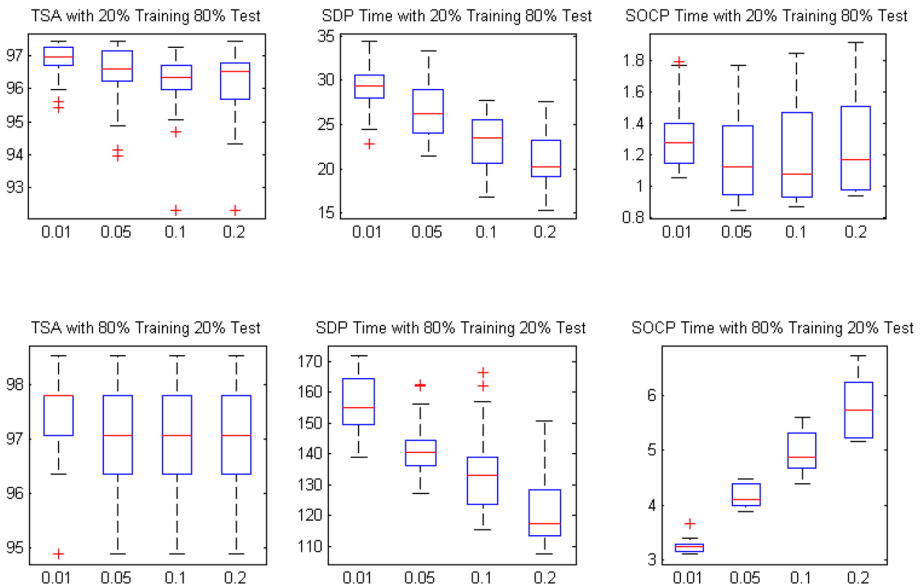 TSA with 20% Training 80% Test
97
96
95
94
93
0.01 0.05 0.1 0.2
SDP Time with 20% Training 80% Test
35
30
25
20
15
0.01 0.05 0.1 0.2
SOCP Time with 20% Training 80% Test
1.8
1.6
1.4
1.2
1
0.8
0.01 0.05 0.1 0.2
TSA with 80% Training 20% Test
98
97
96
95
0.01 0.05 0.1 0.2
SDP Time with 80% Training 20% Test
170
160
150
140
130
120
110
0.01 0.05 0.1 0.2
SOCP Time with 80% Training 20% Test
6
5
4
3
0.01 0.05 0.1 0.2